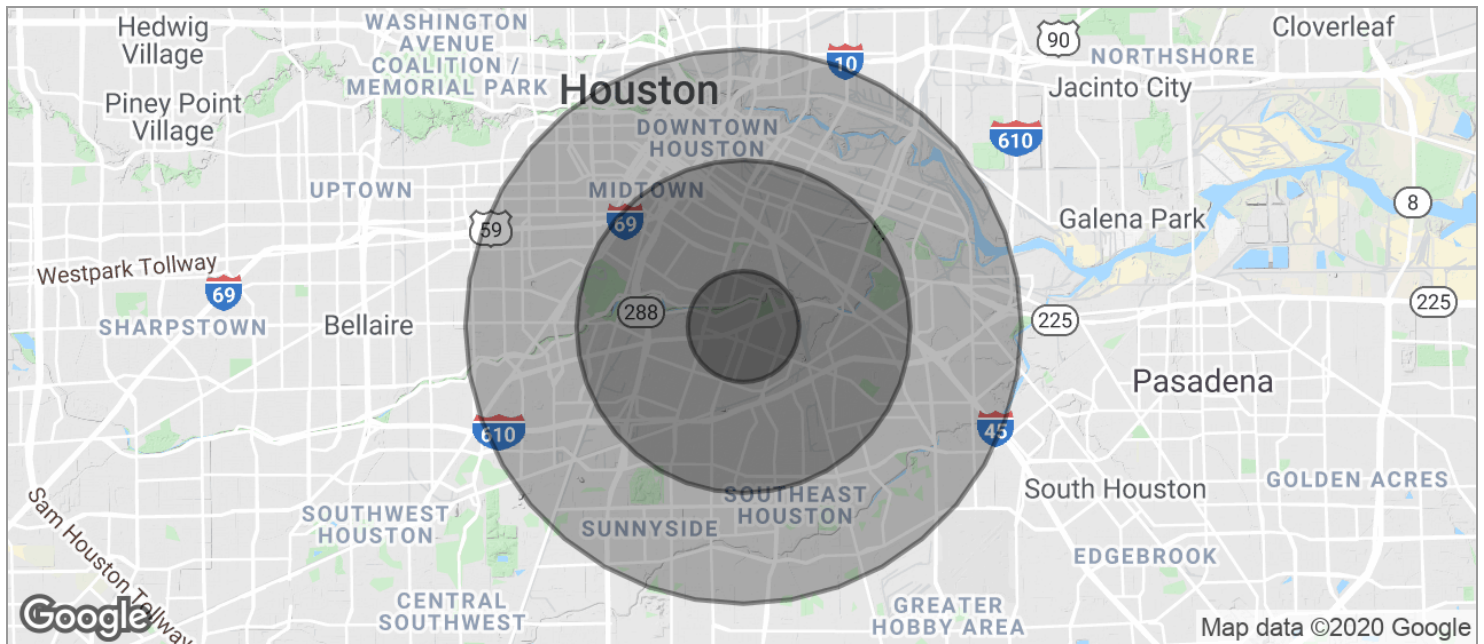 Hedwig
Village
WASHINGTON
AVENUE
COALITION /
MEMORIAL PARK
10
90
Cloverleaf
NORTHSHORE
Jacinto City
Houston
Piney Point
Village
DOWNTOWN
HOUSTON
610
UPTOWN
MIDTOWN
8
59
69
Galena Park
Westpark Tollway
69
288
225
225
SHARPSTOWN
Bellaire
Pasadena
610
45
SOUTHWEST
HOUSTON
SUNNYSIDE
SOUTHEAST
HOUSTON
South Houston
GOLDEN ACRES
Sam Houston Tollway
EDGEBROOK
CENTRAL
SOUTHWEST
GREATER
HOBBY AREA
Google
Map data ©2020 Google